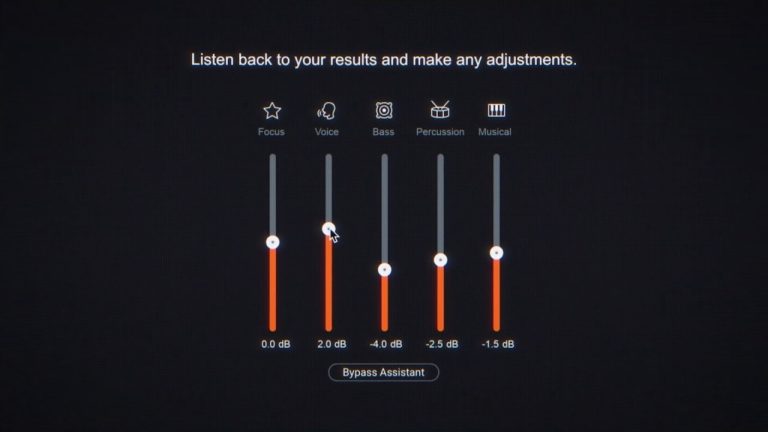 Listen back to your results and make any adjustments.
Focus Voice Bass Percussion Musical
0.0 dB 2.0 dB -4.0 dB -2.5 dB -1.5 dB
Bypass Assistant